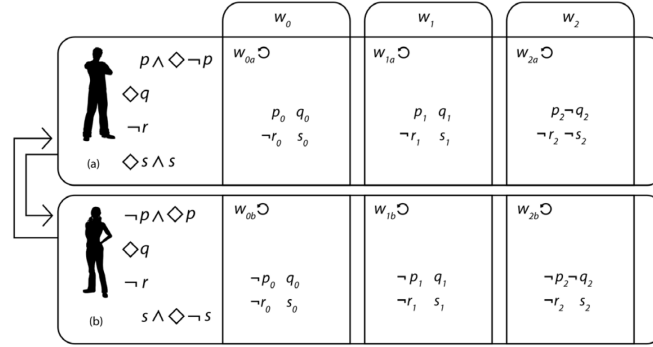 w₀ w₁ w₂
p ∧ ◇¬p w₀ₐ↻ w₁ₐ↻ w₂ₐ↻
◇q
p₀ q₀ p₁ q₁ p₂¬q₂
¬r
¬r₀ s₀ ¬r₁ s₁ ¬r₂ ¬s₂
(a) ◇s ∧ s
¬p ∧ ◇p w₀b↻ w₁b↻ w₂b↻
◇q
¬p₀ q₀ ¬p₁ q₁ ¬p₂¬q₂
¬r
¬r₀ s₀ ¬r₁ s₁ ¬r₂ s₂
(b) s ∧ ◇¬s